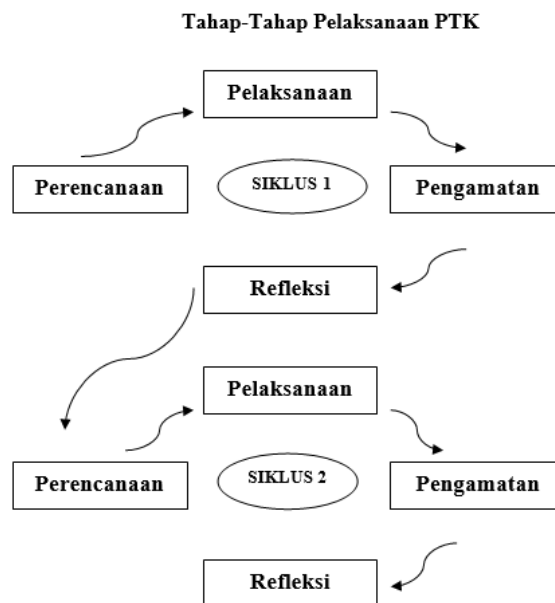 Tahap-Tahap Pelaksanaan PTK
Pelaksanaan
Perencanaan
SIKLUS 1
Pengamatan
Refleksi
Pelaksanaan
Perencanaan
SIKLUS 2
Pengamatan
Refleksi